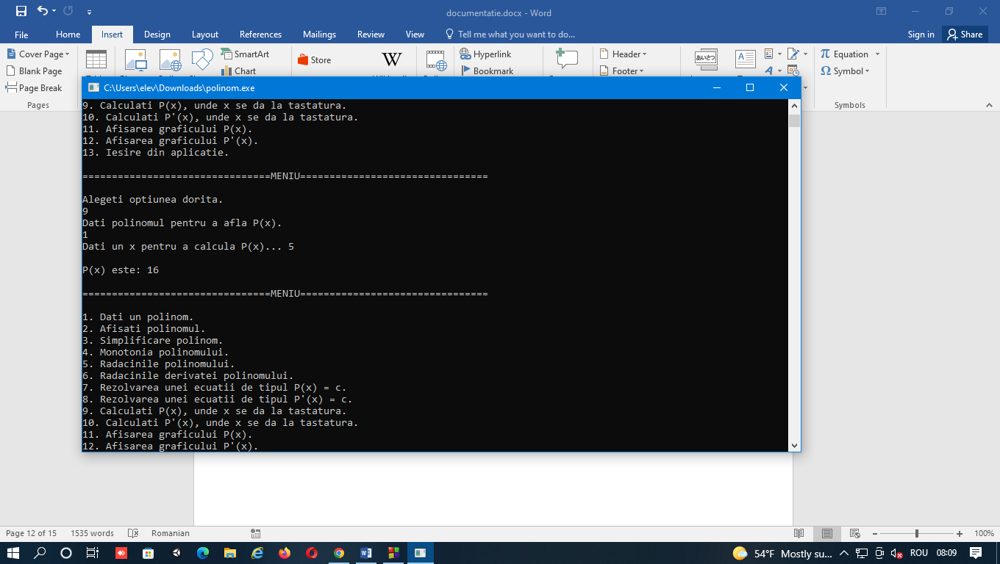 documentatie.docx - Word
File Home Insert Design Layout References Mailings Review View Tell me what you want to do... Sign in Share
Cover Page SmartArt Store W Hyperlink Header あいさつ A Equation
Blank Page Chart Bookmark Footer A Symbol
Page Break
Pages Symbols
C:\Users\elev\Downloads\polinom.exe
9. Calculati P(x), unde x se da la tastatura.
10. Calculati P'(x), unde x se da la tastatura.
11. Afisarea graficului P(x).
12. Afisarea graficului P'(x).
13. Iesire din aplicatie.
================================MENIU================================
Alegeti optiunea dorita.
9
Dati polinomul pentru a afla P(x).
1
Dati un x pentru a calcula P(x)... 5
P(x) este: 16
================================MENIU================================
1. Dati un polinom.
2. Afisati polinomul.
3. Simplificare polinom.
4. Monotonia polinomului.
5. Radacinile polinomului.
6. Radacinile derivatei polinomului.
7. Rezolvarea unei ecuatii de tipul P(x) = c.
8. Rezolvarea unei ecuatii de tipul P'(x) = c.
9. Calculati P(x), unde x se da la tastatura.
10. Calculati P'(x), unde x se da la tastatura.
11. Afisarea graficului P(x).
12. Afisarea graficului P'(x).
Page 12 of 15 1535 words Romanian 100%
54°F Mostly su... ROU 08:09